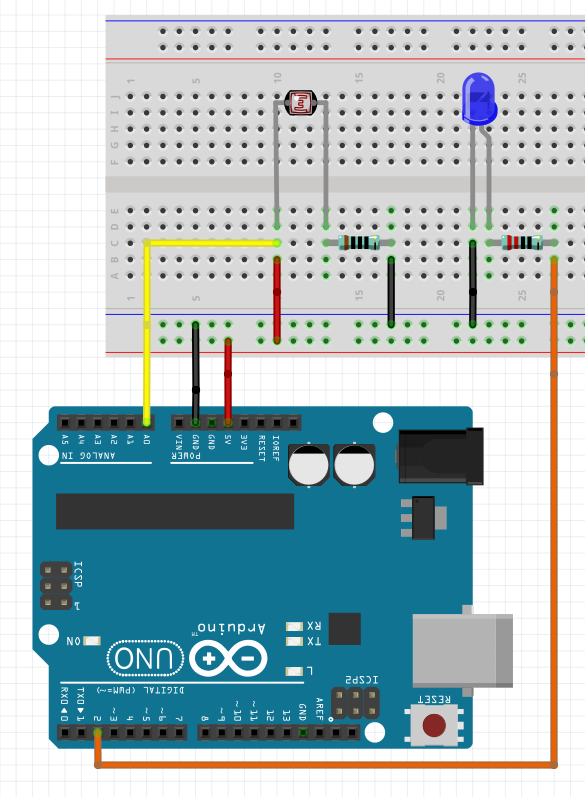 1 5 10 15 20 25
J
I
H
G
F
E
D
C
B
A
1 5 10 15 20 25
A5 A4 A3 A2 A1 A0 VIN GND GND 5V 3V3 RESET IOREF
ANALOG IN POWER
ICSP
1
ON
Arduino™
UNO
RX
TX
L
ICSP2
RESET
DIGITAL (PWM=~)
RX0◄0 TX0►1 2 ~3 4 ~5 ~6 7 8 ~9 ~10 ~11 12 13 GND AREF